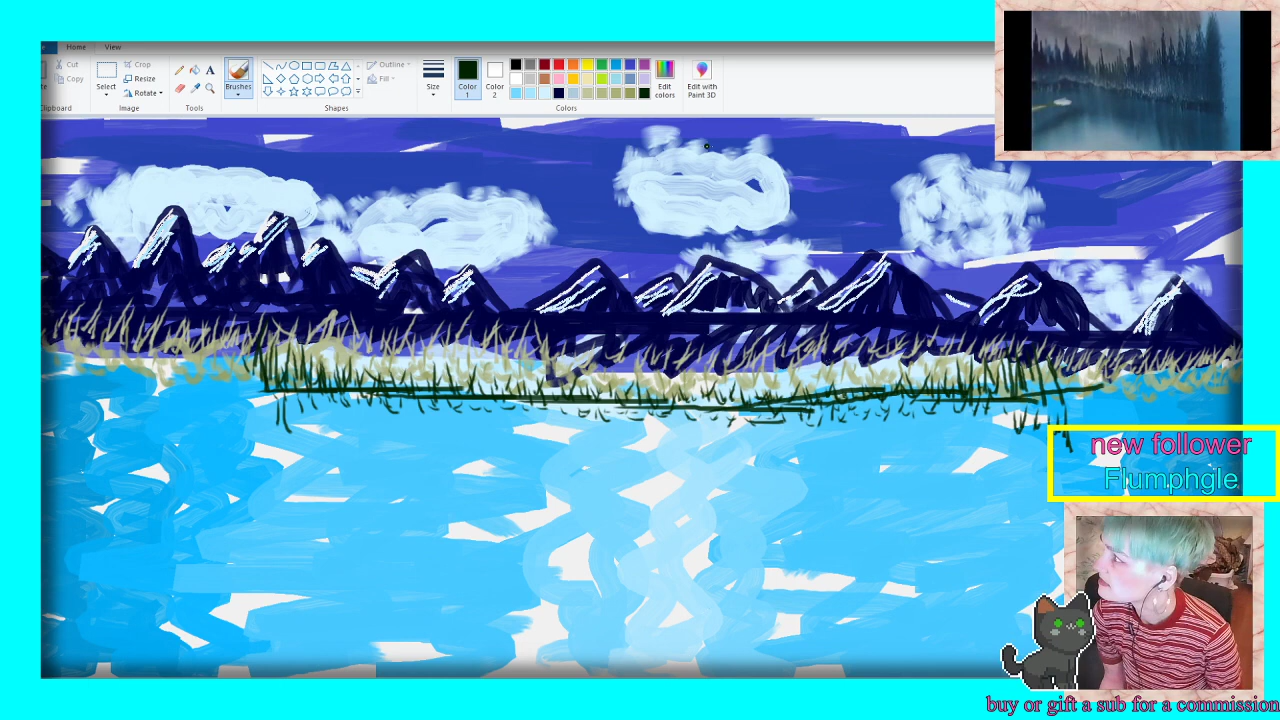 Home View
Cut
Copy
te
Clipboard
Select
Crop
Resize
Rotate
Image
A
Tools
Brushes
Outline
Fill
Shapes
Size
Color
1
Color
2
Edit
colors
Edit with
Paint 3D
Colors
new follower
Flumphgle
buy or gift a sub for a commission